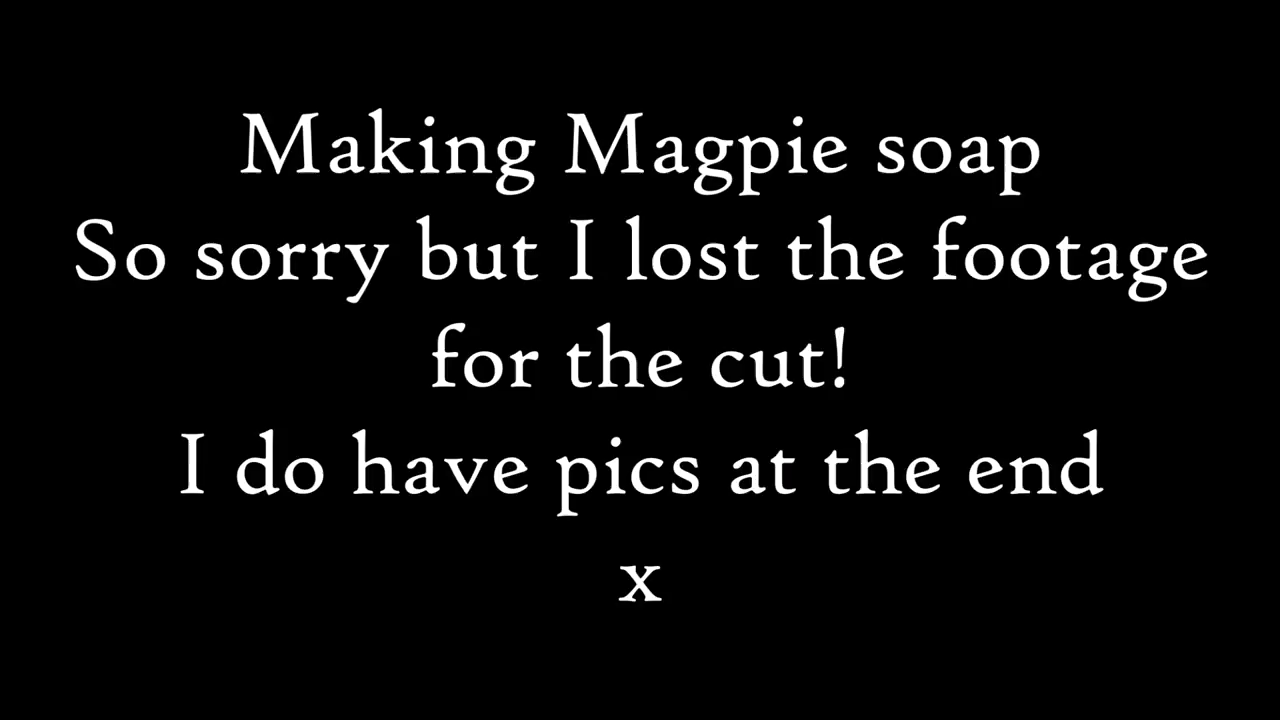 Making Magpie soap
So sorry but I lost the footage
for the cut!
I do have pics at the end
x